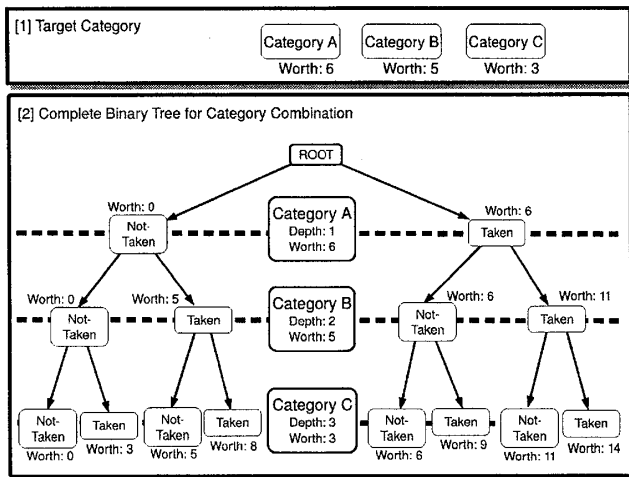 [1] Target Category
Category A
Category B
Category C
Worth: 6
Worth: 5
Worth: 3
[2] Complete Binary Tree for Category Combination
ROOT
Worth: 0
Not-
Taken
Category A
Depth: 1
Worth: 6
Worth: 6
Taken
Worth: 0
Not-
Taken
Worth: 5
Taken
Category B
Depth: 2
Worth: 5
Worth: 6
Not-
Taken
Worth: 11
Taken
Not-
Taken
Worth: 0
Taken
Worth: 3
Not-
Taken
Worth: 5
Taken
Worth: 8
Category C
Depth: 3
Worth: 3
Not-
Taken
Worth: 6
Taken
Worth: 9
Not-
Taken
Worth: 11
Taken
Worth: 14